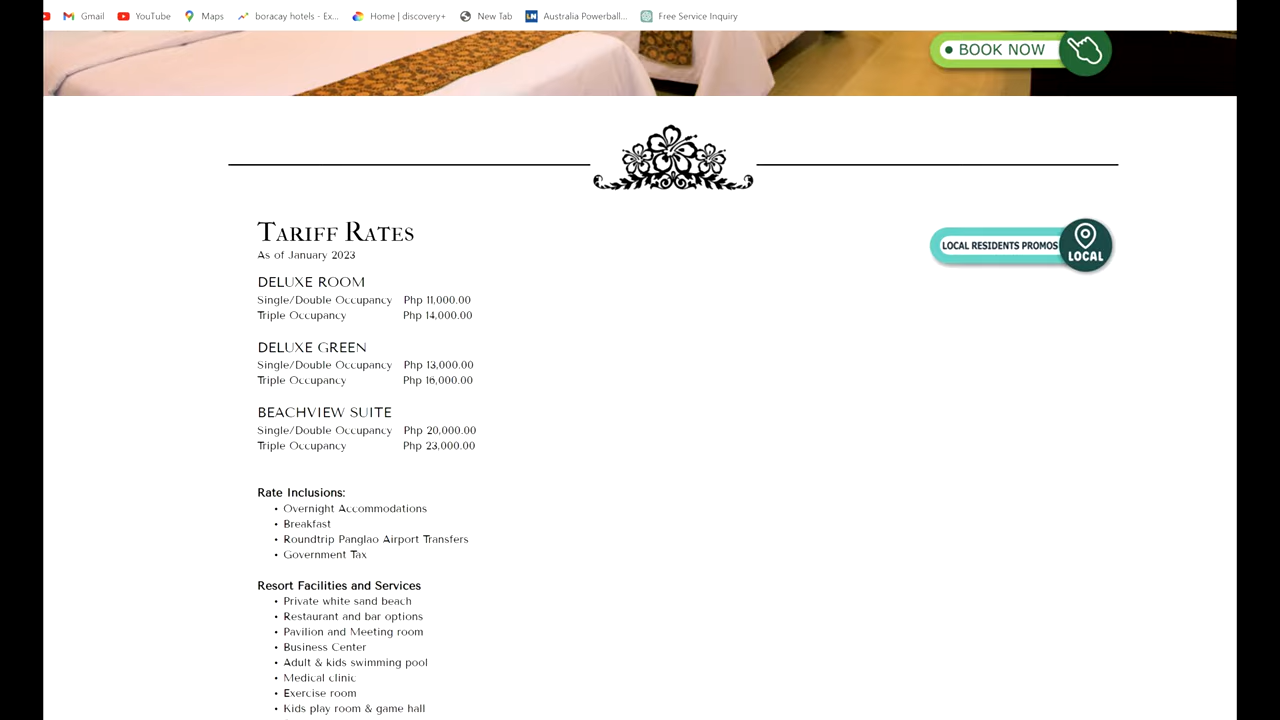 Gmail YouTube Maps boracay hotels - Ex... Home | discovery+ New Tab Australia Powerball... Free Service Inquiry
BOOK NOW
TARIFF RATES
As of January 2023
LOCAL RESIDENTS PROMOS
LOCAL
DELUXE ROOM
Single/Double Occupancy Php 11,000.00
Triple Occupancy Php 14,000.00
DELUXE GREEN
Single/Double Occupancy Php 13,000.00
Triple Occupancy Php 16,000.00
BEACHVIEW SUITE
Single/Double Occupancy Php 20,000.00
Triple Occupancy Php 23,000.00
Rate Inclusions:
• Overnight Accommodations
• Breakfast
• Roundtrip Panglao Airport Transfers
• Government Tax
Resort Facilities and Services
• Private white sand beach
• Restaurant and bar options
• Pavilion and Meeting room
• Business Center
• Adult & kids swimming pool
• Medical clinic
• Exercise room
• Kids play room & game hall